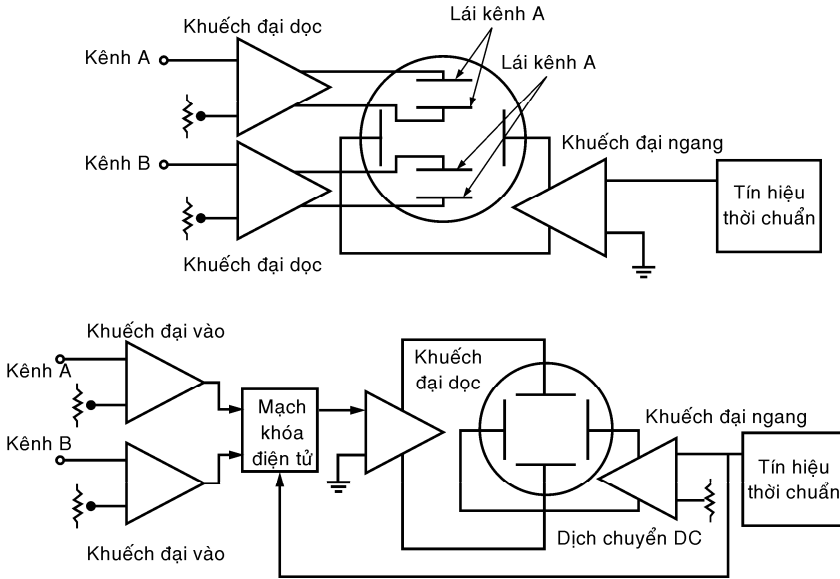 Khuếch đại dọc
Lái kênh A
Kênh A
Lái kênh A
Khuếch đại ngang
Kênh B
Tín hiệu
thời chuẩn
Khuếch đại dọc
Khuếch đại vào
Kênh A
Khuếch
đại dọc
Mạch
khóa
điện tử
Khuếch đại ngang
Kênh B
Tín hiệu
thời chuẩn
Dịch chuyển DC
Khuếch đại vào